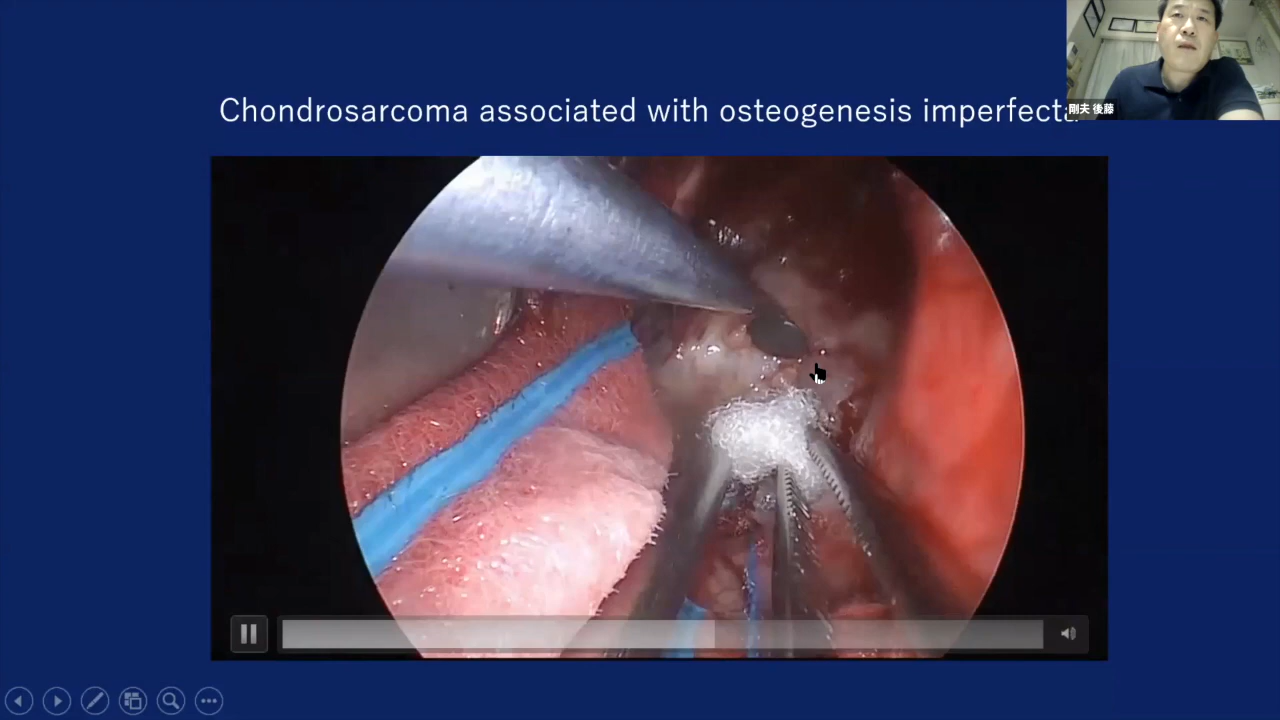 Chondrosarcoma associated with osteogenesis imperfecta
剛夫 後藤